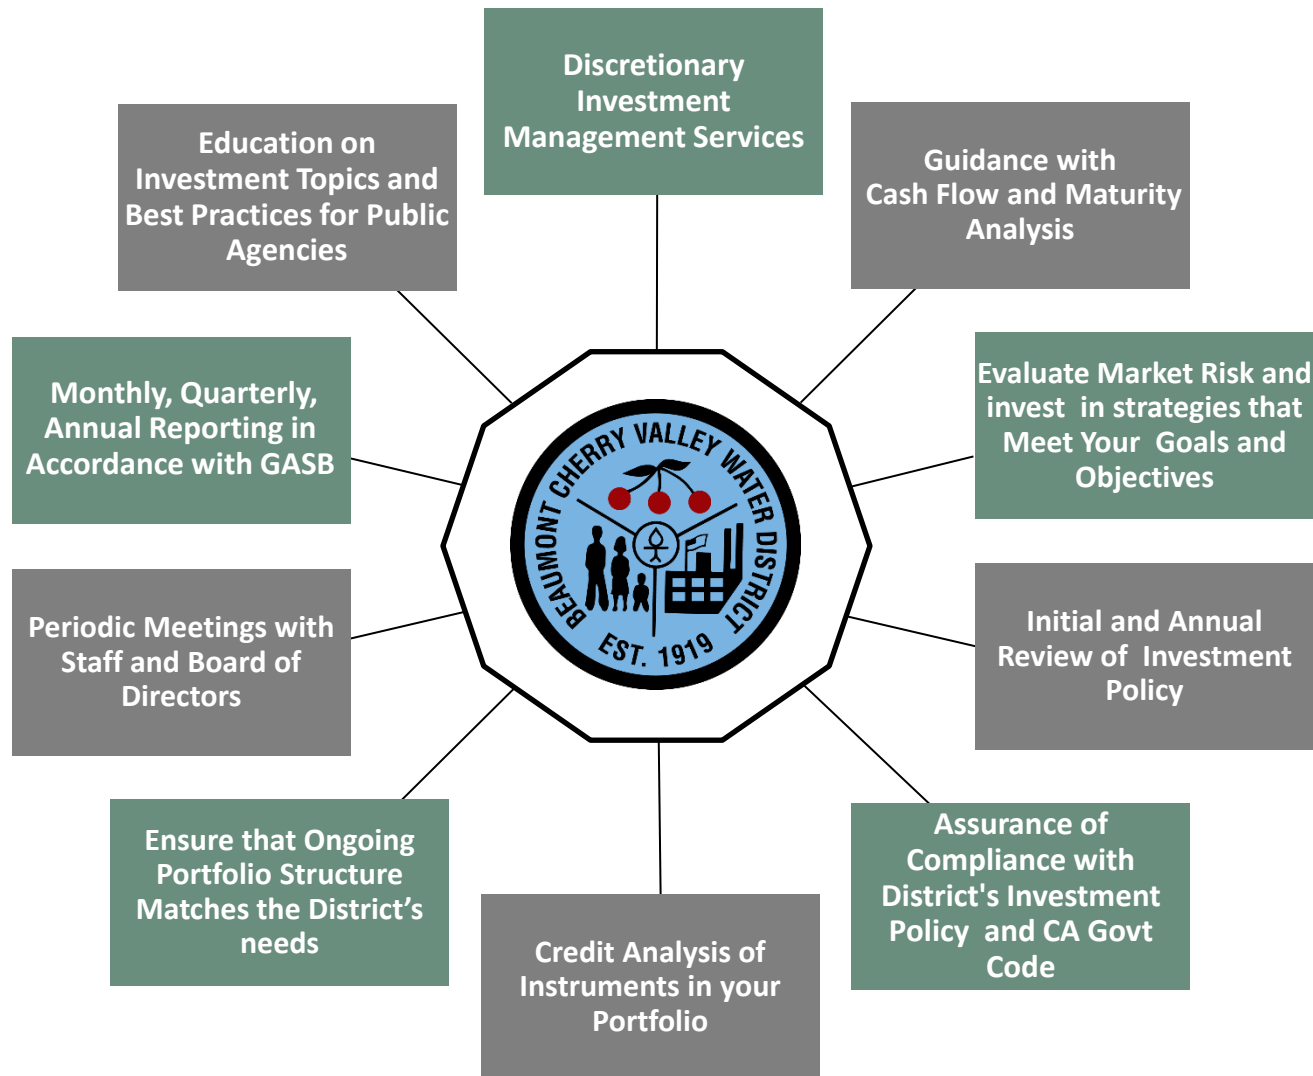 Discretionary
Investment
Management Services
Education on
Investment Topics and
Best Practices for Public
Agencies
Guidance with
Cash Flow and Maturity
Analysis
Monthly, Quarterly,
Annual Reporting in
Accordance with GASB
Evaluate Market Risk and
invest  in strategies that
Meet Your  Goals and
Objectives
BEAUMONT CHERRY VALLEY WATER DISTRICT
EST. 1919
Periodic Meetings with
Staff and Board of
Directors
Initial and Annual
Review of  Investment
Policy
Ensure that Ongoing
Portfolio Structure
Matches the District’s
needs
Assurance of
Compliance with
District's Investment
Policy  and CA Govt
Code
Credit Analysis of
Instruments in your
Portfolio